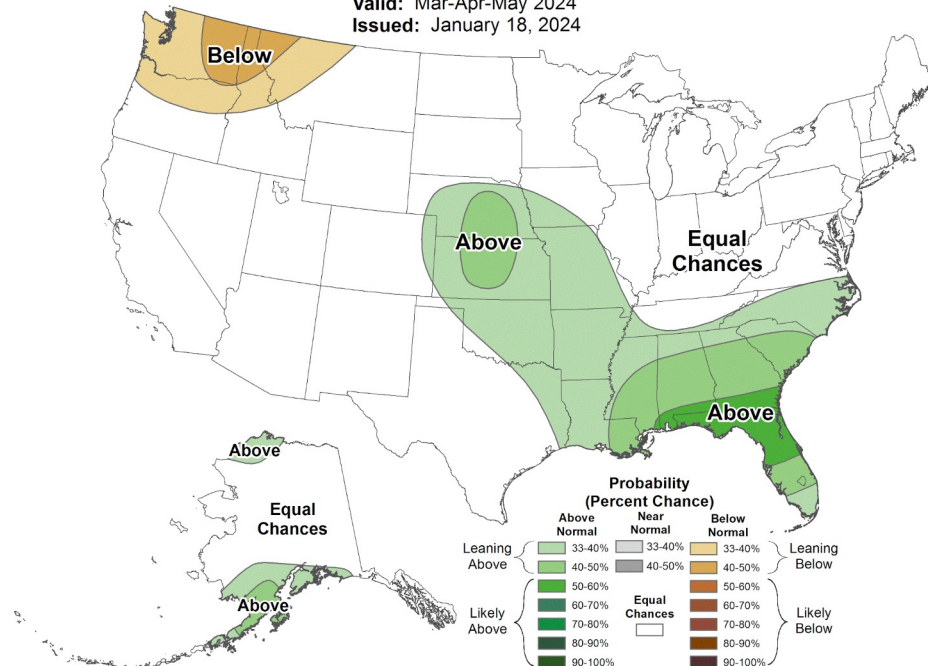 Valid: Mar-Apr-May 2024
Issued: January 18, 2024
Below
Above
Equal
Chances
Above
Above
Equal
Chances
Above
Probability
(Percent Chance)
Above
Normal
Near
Normal
Below
Normal
Leaning
Above
33-40%
33-40%
33-40%
Leaning
Below
40-50%
40-50%
40-50%
Likely
Above
50-60%
50-60%
Likely
Below
60-70%
Equal
Chances
60-70%
70-80%
70-80%
80-90%
80-90%
90-100%
90-100%